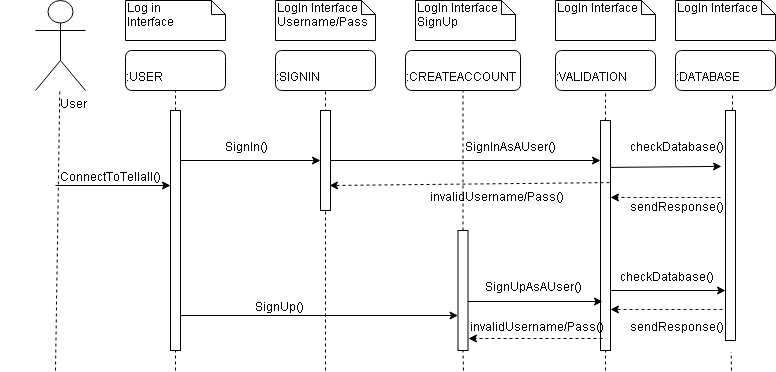 Log in
Interface
LogIn Interface
Username/Pass
LogIn Interface
SignUp
LogIn Interface
LogIn Interface
:USER
:SIGNIN
:CREATEACCOUNT
:VALIDATION
:DATABASE
User
SignIn()
SignInAsAUser()
checkDatabase()
ConnectToTellall()
invalidUsername/Pass()
sendResponse()
checkDatabase()
SignUpAsAUser()
SignUp()
invalidUsername/Pass()
sendResponse()